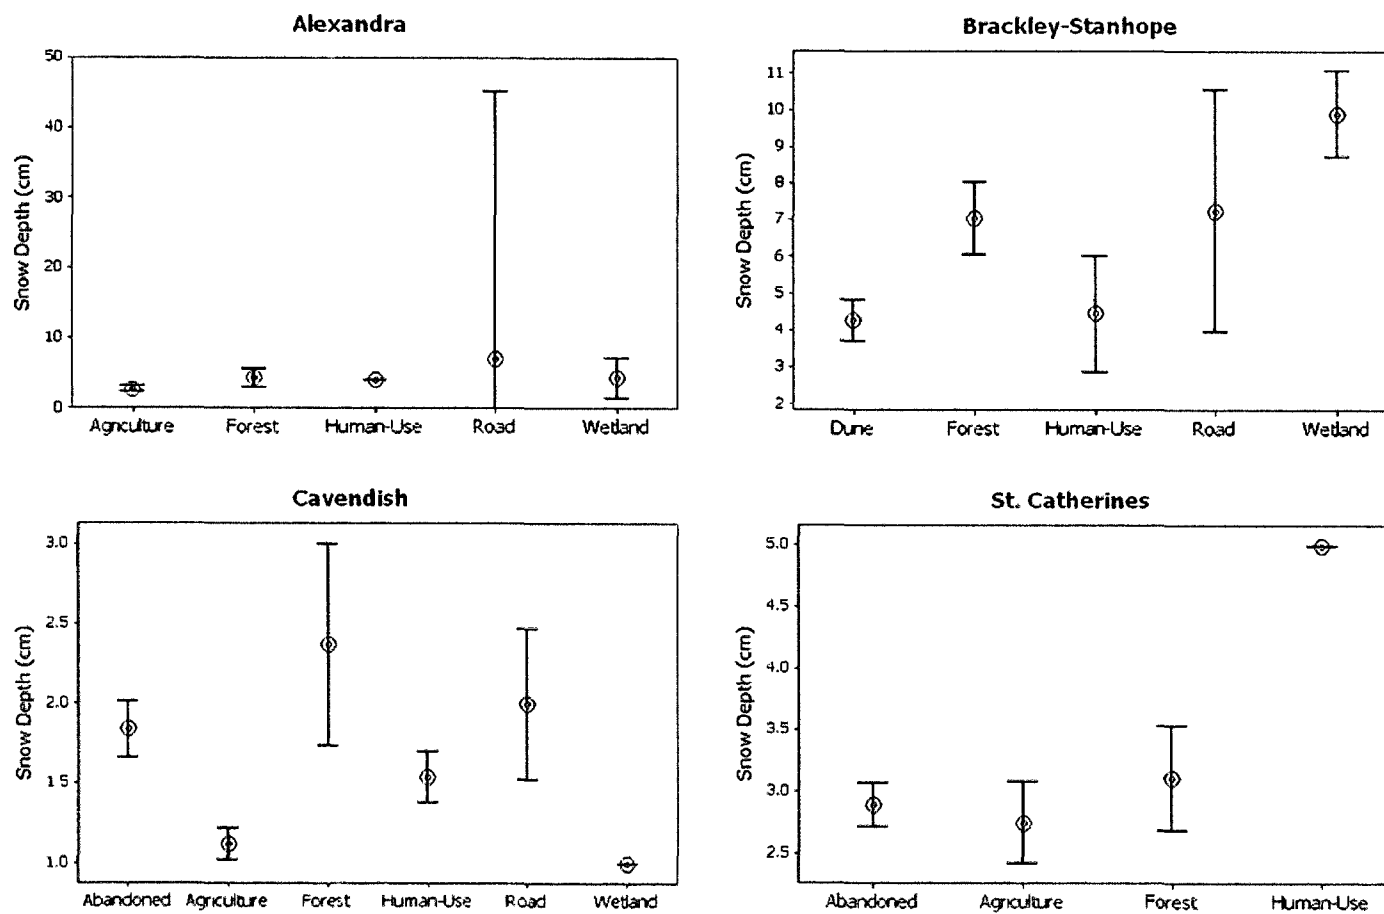 Alexandra
50
40
30
20
10
0
Snow Depth (cm)
Agriculture Forest Human-Use Road Wetland
Brackley-Stanhope
11
10
9
8
7
6
5
4
3
2
Snow Depth (cm)
Dune Forest Human-Use Road Wetland
Cavendish
3.0
2.5
2.0
1 5
1.0
Snow Depth (cm)
Abandoned Agriculture Forest Human-Use Road Wetland
St. Catherines
5.0
4.5
4.0
3.5
3.0
2.5
Snow Depth (cm)
Abandoned Agriculture Forest Human-Use